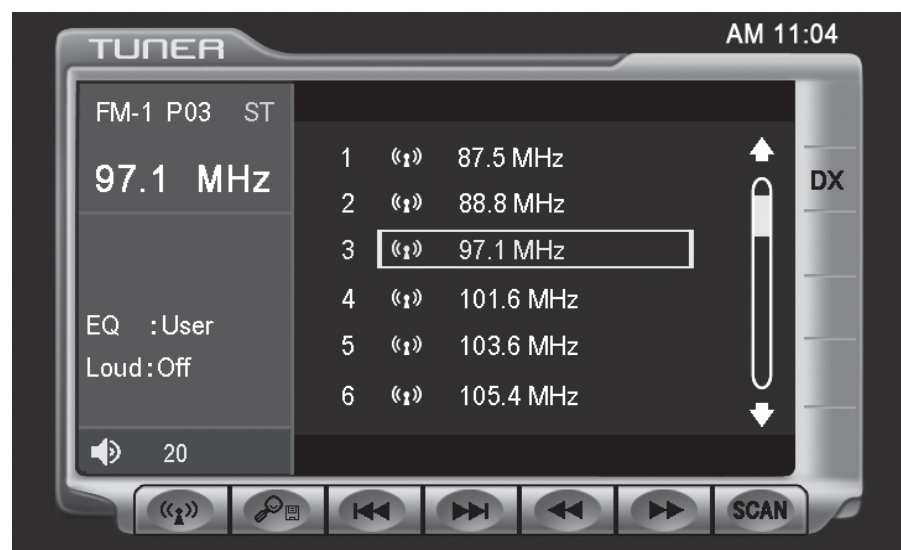 AM 11:04
TUNER
FM-1 P03 ST
97.1 MHz
EQ :User
Loud:Off
20
1 87.5 MHz
2 88.8 MHz
3 97.1 MHz
4 101.6 MHz
5 103.6 MHz
6 105.4 MHz
DX
SCAN